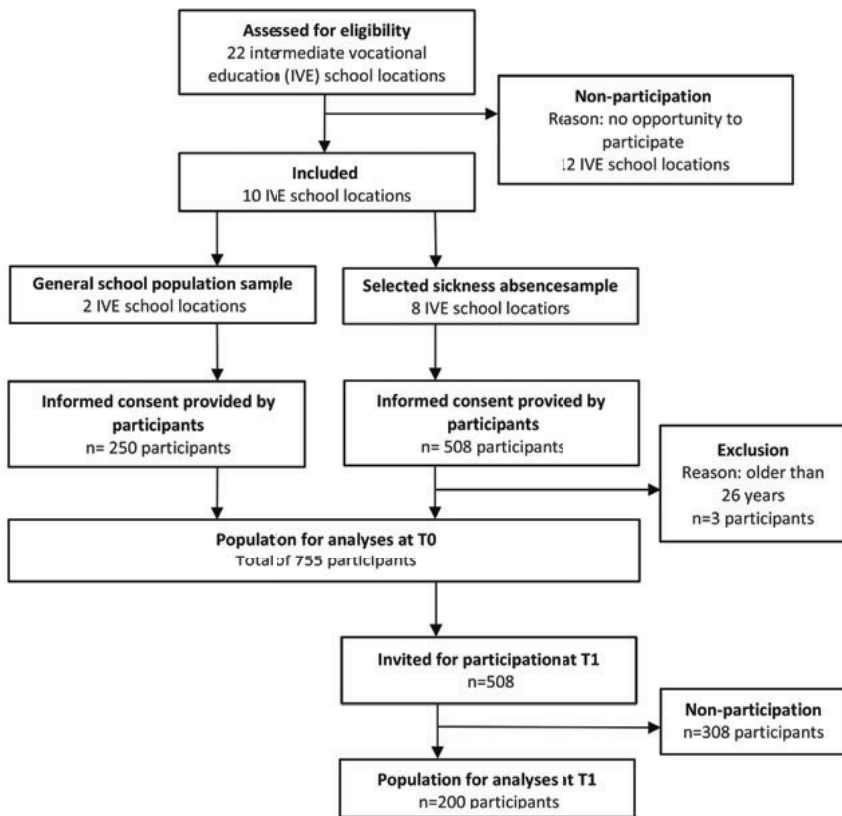 Assessed for eligibility
22 intermediate vocational
education (IVE) school locations
Non-participation
Reason: no opportunity to
participate
12 IVE school locations
Included
10 IVE school locations
General school population sample
2 IVE school locations
Selected sickness absencesample
8 IVE school locations
Informed consent provided by
participants
n= 250 participants
Informed consent provided by
participants
n= 508 participants
Exclusion
Reason: older than
26 years
n=3 participants
Population for analyses at T0
Total of 755 participants
Invited for participationat T1
n=508
Non-participation
n=308 participants
Population for analyses at T1
n=200 participants